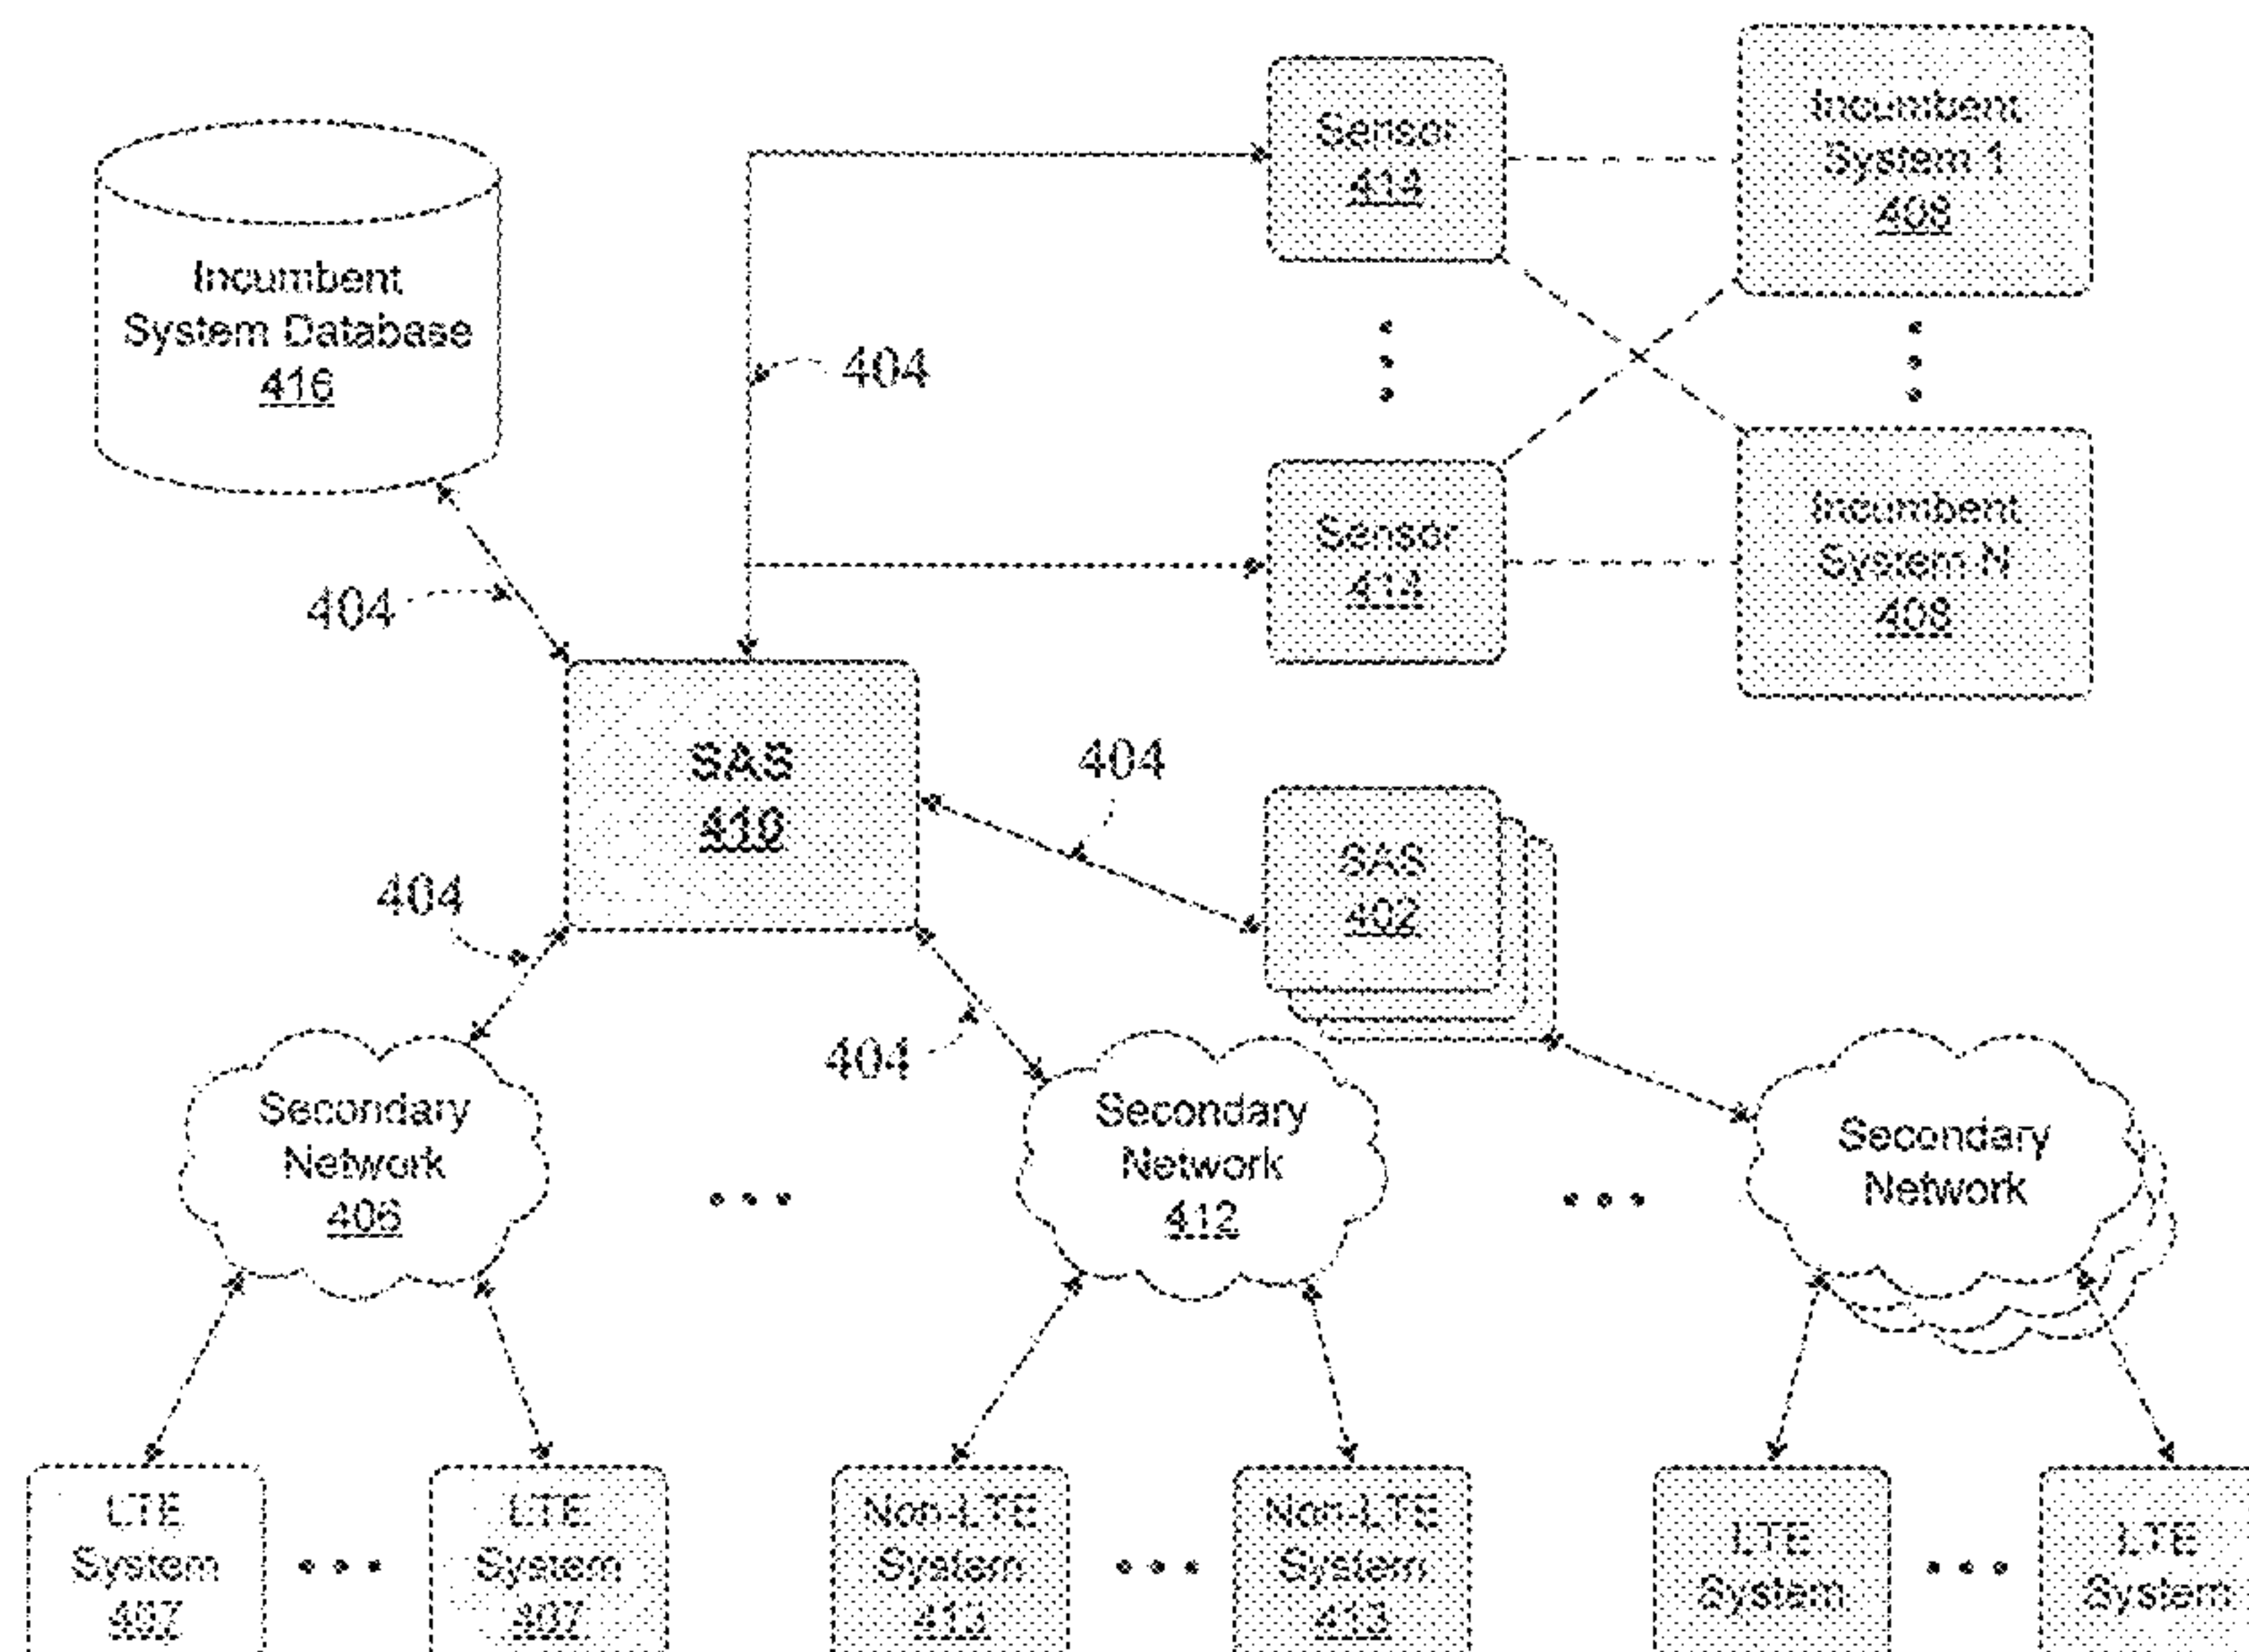 Incumbent
System Database
416
Sensor
414
Incumbent
System 1
408
404
Sensor
414
Incumbent
System N
408
404
SAS
410
404
SAS
402
404
404
Secondary
Network
406
Secondary
Network
412
Secondary
Network
LTE
System
407
LTE
System
407
Non-LTE
System
413
Non-LTE
System
413
LTE
System
LTE
System